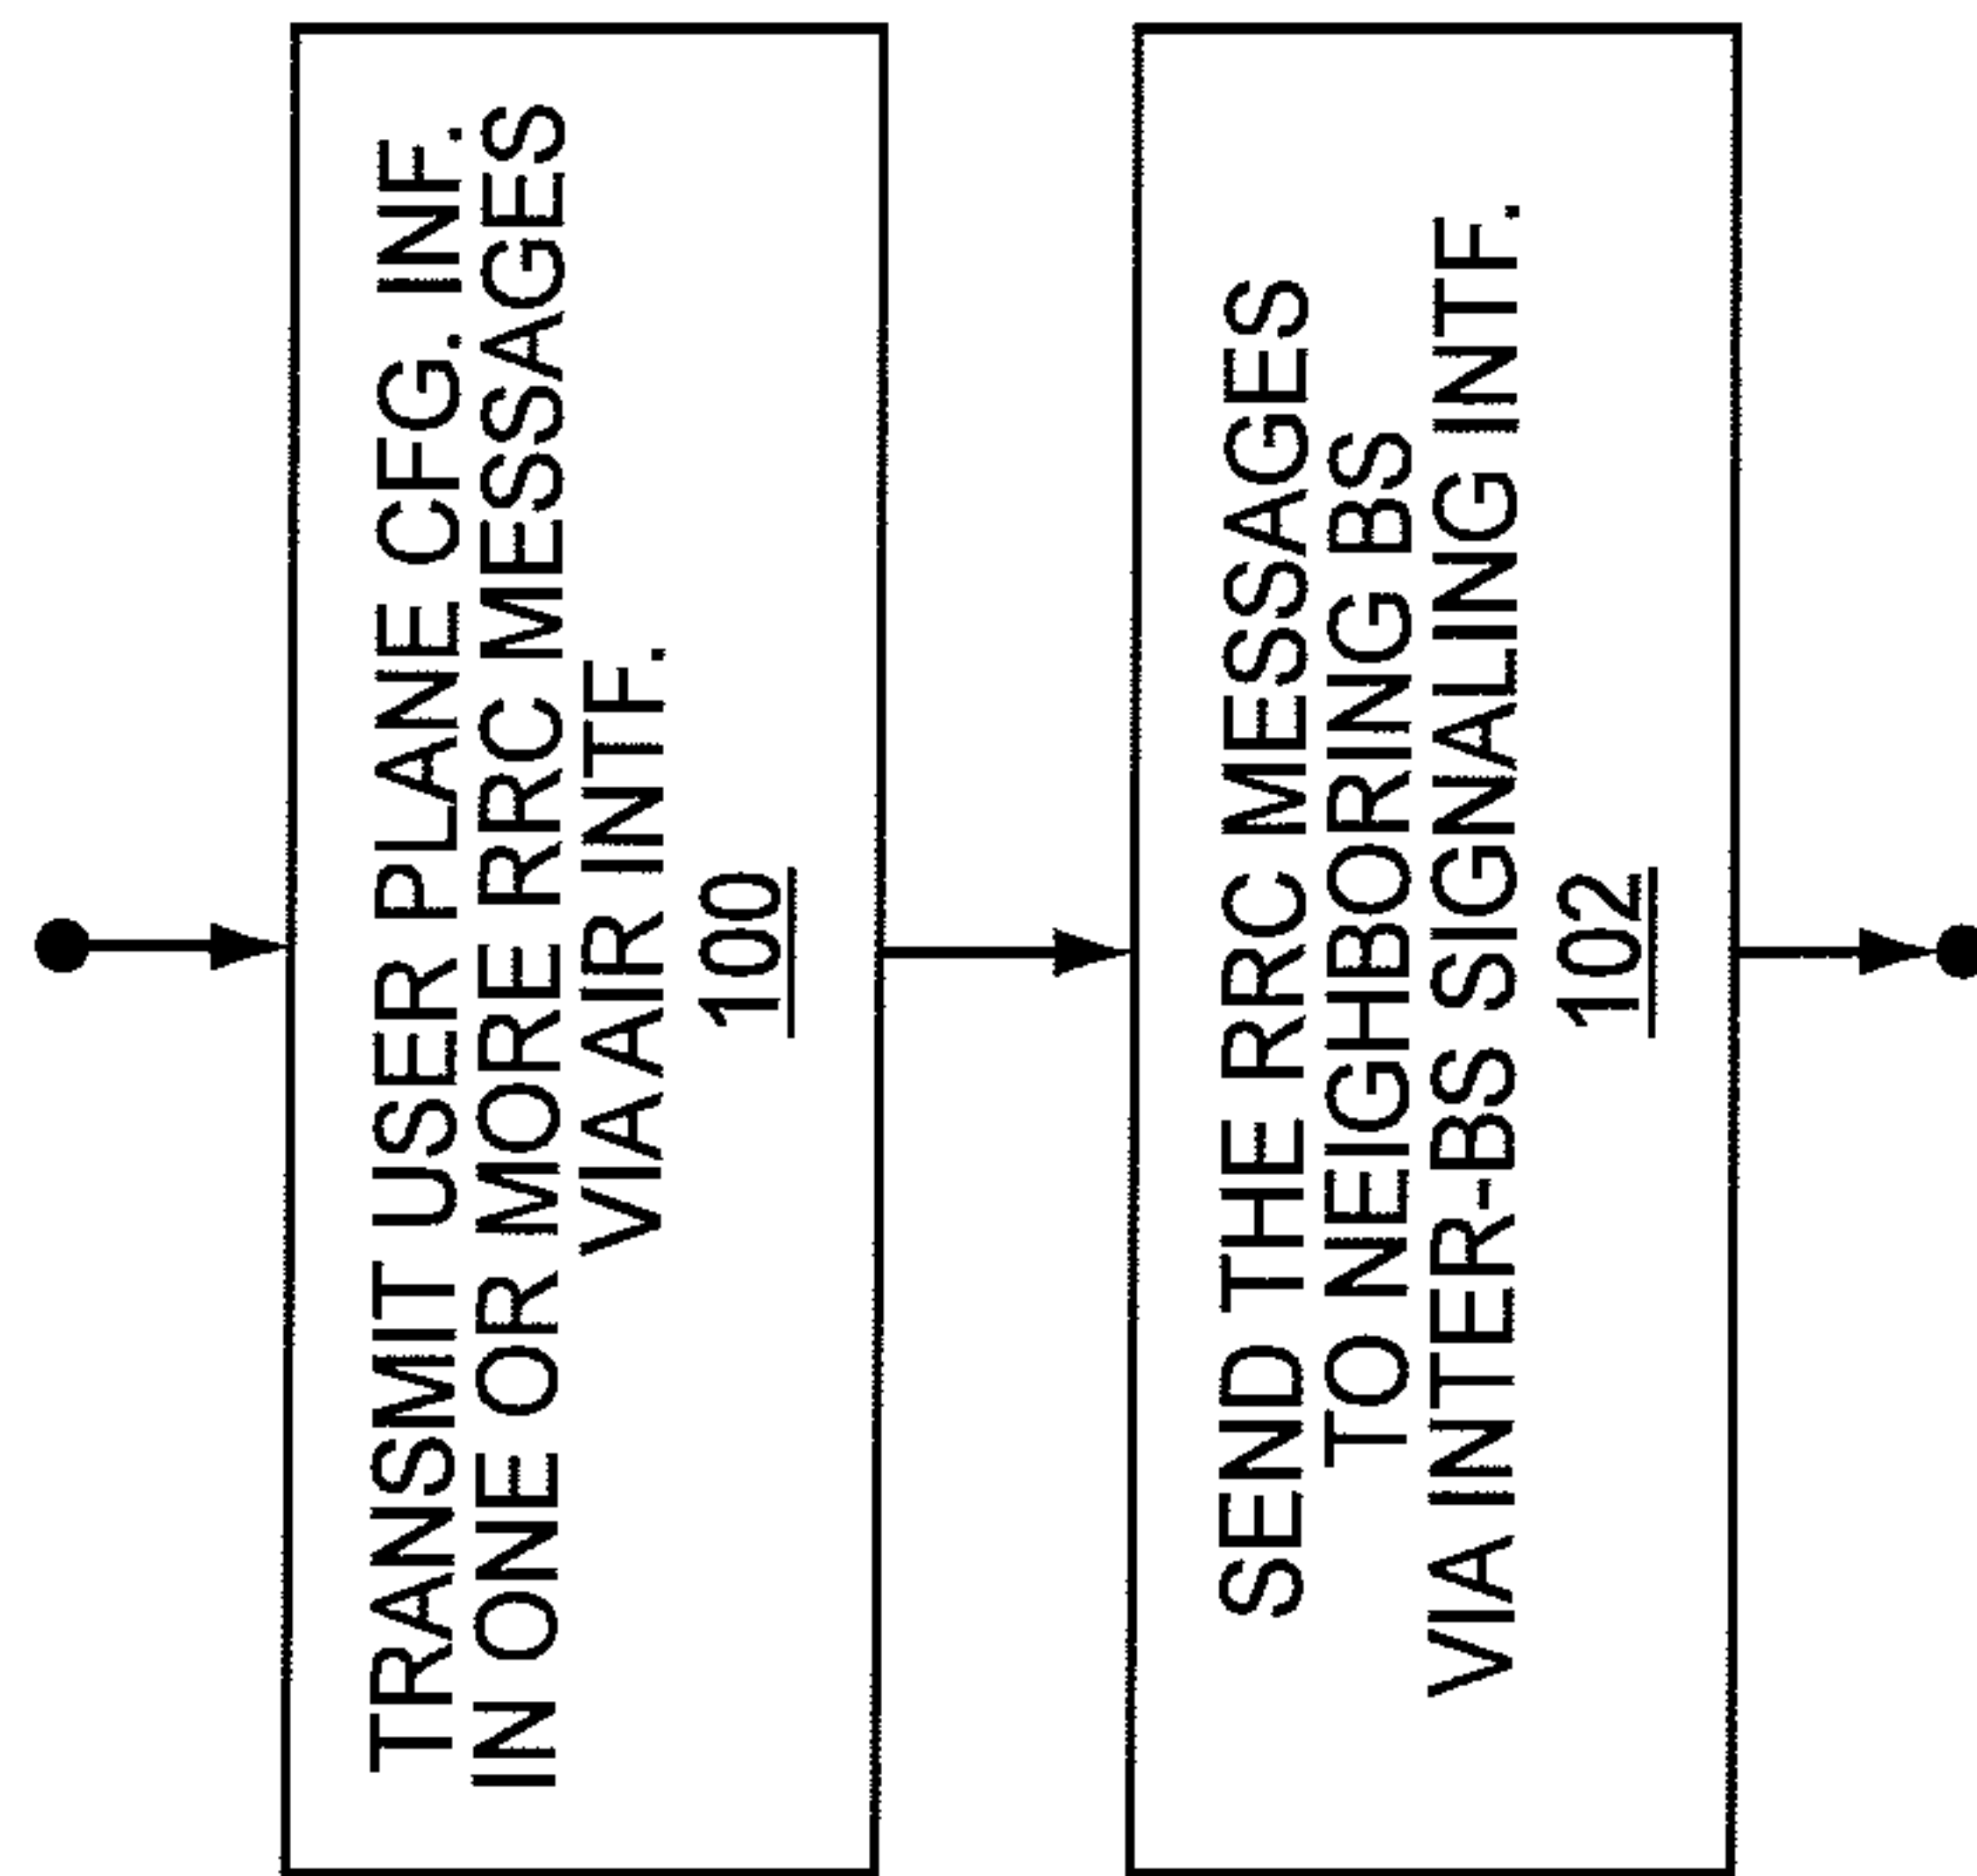 TRANSMIT USER PLANE CFG. INF.
IN ONE OR MORE RRC MESSAGES
VIA AIR INTF.
100
SEND THE RRC MESSAGES
TO NEIGHBORING BS
VIA INTER-BS SIGNALING INTF.
102